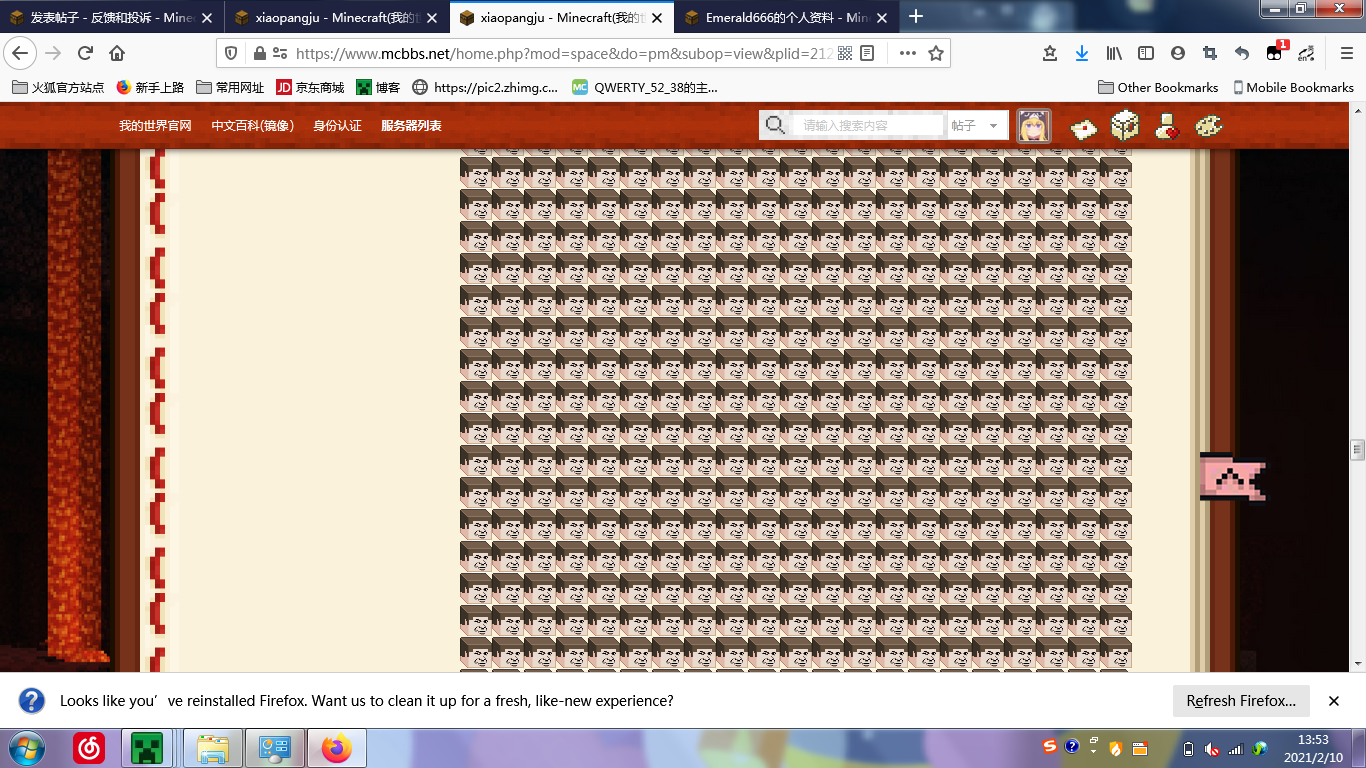 发表帖子 - 反馈和投诉 - Mine
xiaopangju - Minecraft(我的世
xiaopangju - Minecraft(我的世
Emerald666的个人资料 - Min
https://www.mcbbs.net/home.php?mod=space&do=pm&subop=view&plid=212
1
火狐官方站点
新手上路
常用网址
JD 京东商城
博客
https://pic2.zhimg.c...
MC QWERTY_52_38的主...
Other Bookmarks
Mobile Bookmarks
我的世界官网
中文百科(镜像)
身份认证
服务器列表
请输入搜索内容
帖子
Looks like you've reinstalled Firefox. Want us to clean it up for a fresh, like-new experience?
Refresh Firefox...
13:53
2021/2/10